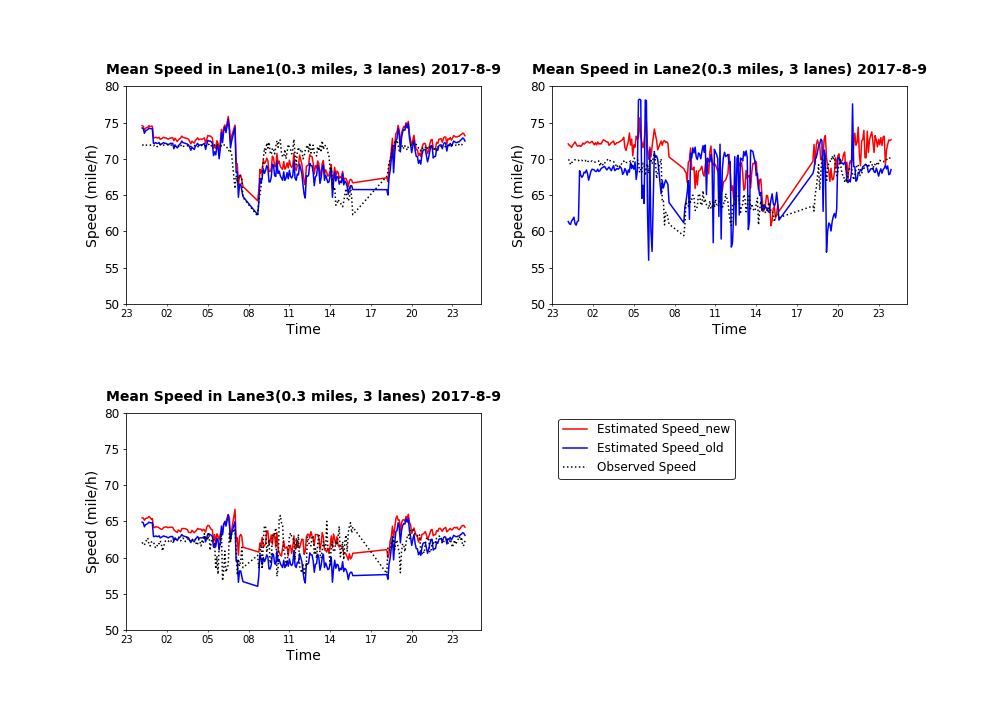 Mean Speed in Lane1(0.3 miles, 3 lanes) 2017-8-9
80
75
70
65
60
55
50
Speed (mile/h)
23 02 05 08 11 14 17 20 23
Time
Mean Speed in Lane2(0.3 miles, 3 lanes) 2017-8-9
80
75
70
65
60
55
50
Speed (mile/h)
23 02 05 08 11 14 17 20 23
Time
Mean Speed in Lane3(0.3 miles, 3 lanes) 2017-8-9
80
75
70
65
60
55
50
Speed (mile/h)
23 02 05 08 11 14 17 20 23
Time
Estimated Speed_new
Estimated Speed_old
Observed Speed